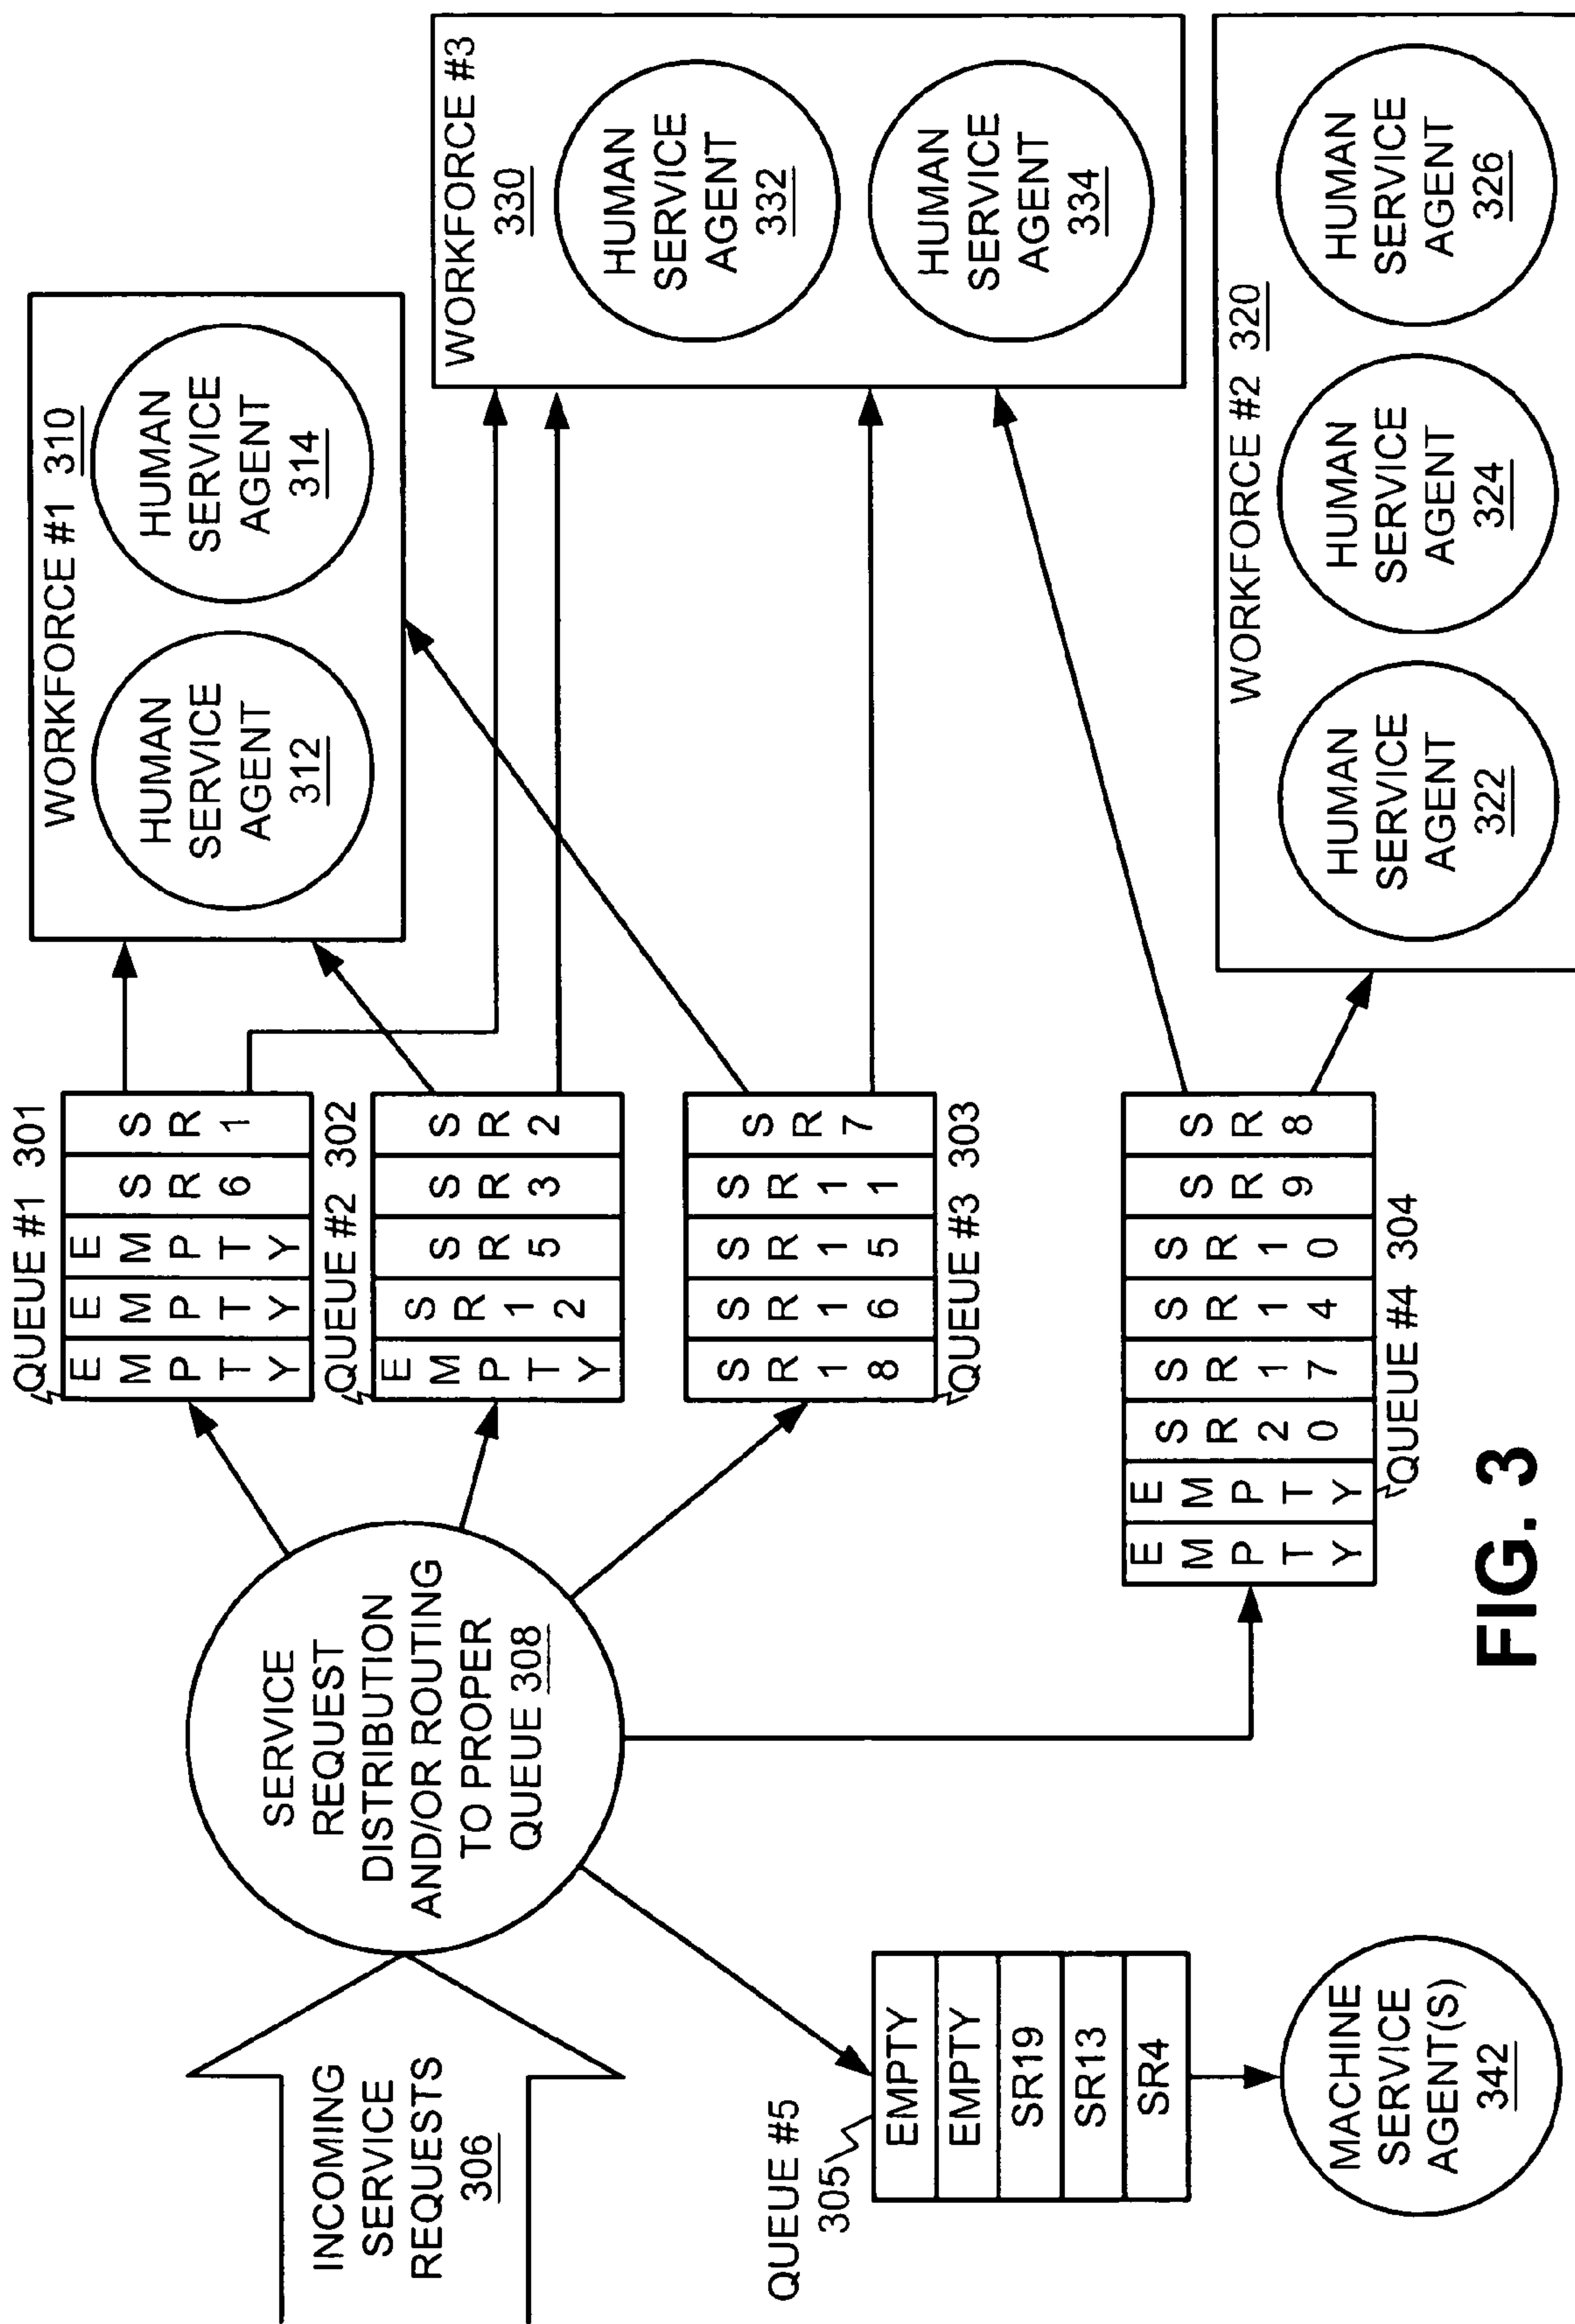 INCOMING
SERVICE
REQUESTS
306
SERVICE
REQUEST
DISTRIBUTION
AND/OR ROUTING
TO PROPER
QUEUE 308
QUEUE #5
305
EMPTY
EMPTY
SR19
SR13
SR4
MACHINE
SERVICE
AGENT(S)
342
QUEUE #1 301
EMPTY
EMPTY
EMPTY
SR6
SR1
QUEUE #2 302
EMPTY
SR12
SR5
SR3
SR2
SR18
SR16
SR15
SR11
SR7
QUEUE #3 303
EMPTY
EMPTY
SR20
SR17
SR14
SR10
SR9
SR8
QUEUE #4 304
WORKFORCE #1 310
HUMAN
SERVICE
AGENT
312
HUMAN
SERVICE
AGENT
314
WORKFORCE #3
330
HUMAN
SERVICE
AGENT
332
HUMAN
SERVICE
AGENT
334
WORKFORCE #2 320
HUMAN
SERVICE
AGENT
322
HUMAN
SERVICE
AGENT
324
HUMAN
SERVICE
AGENT
326
FIG. 3